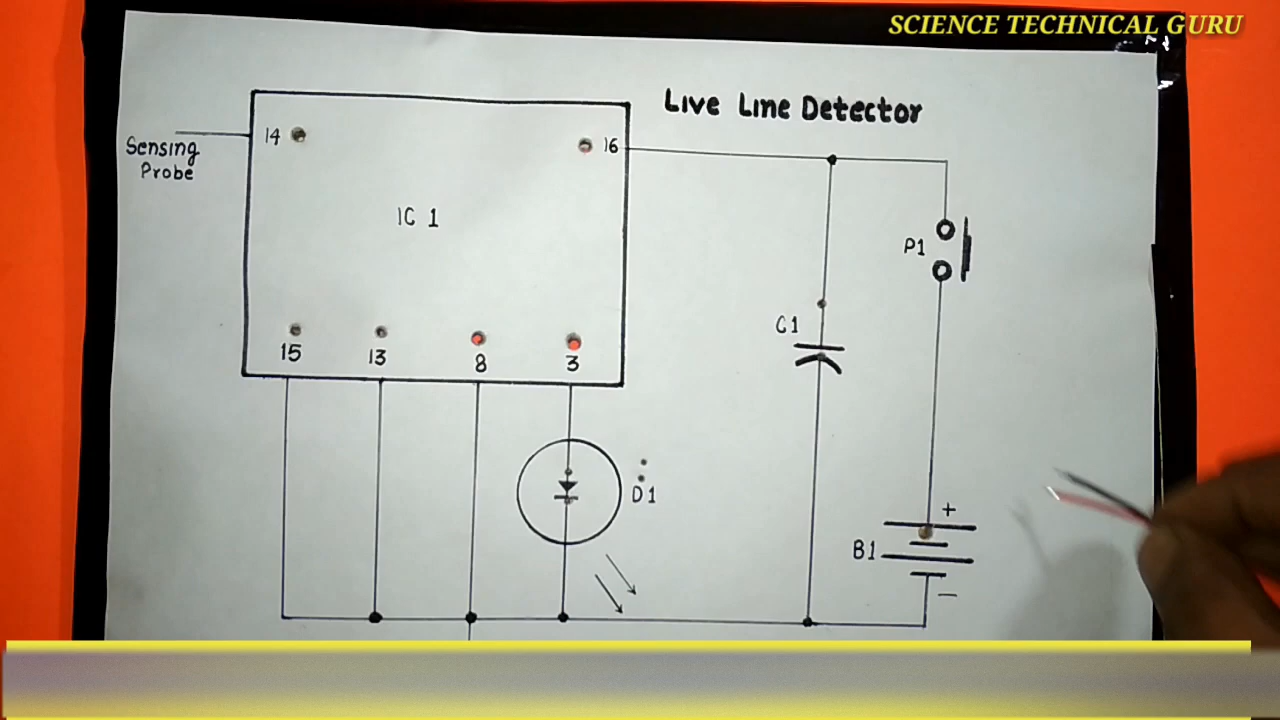 SCIENCE TECHNICAL GURU
Live Line Detector
Sensing
Probe
14
16
IC 1
15
13
8
3
P1
C1
D1
+
B1
−